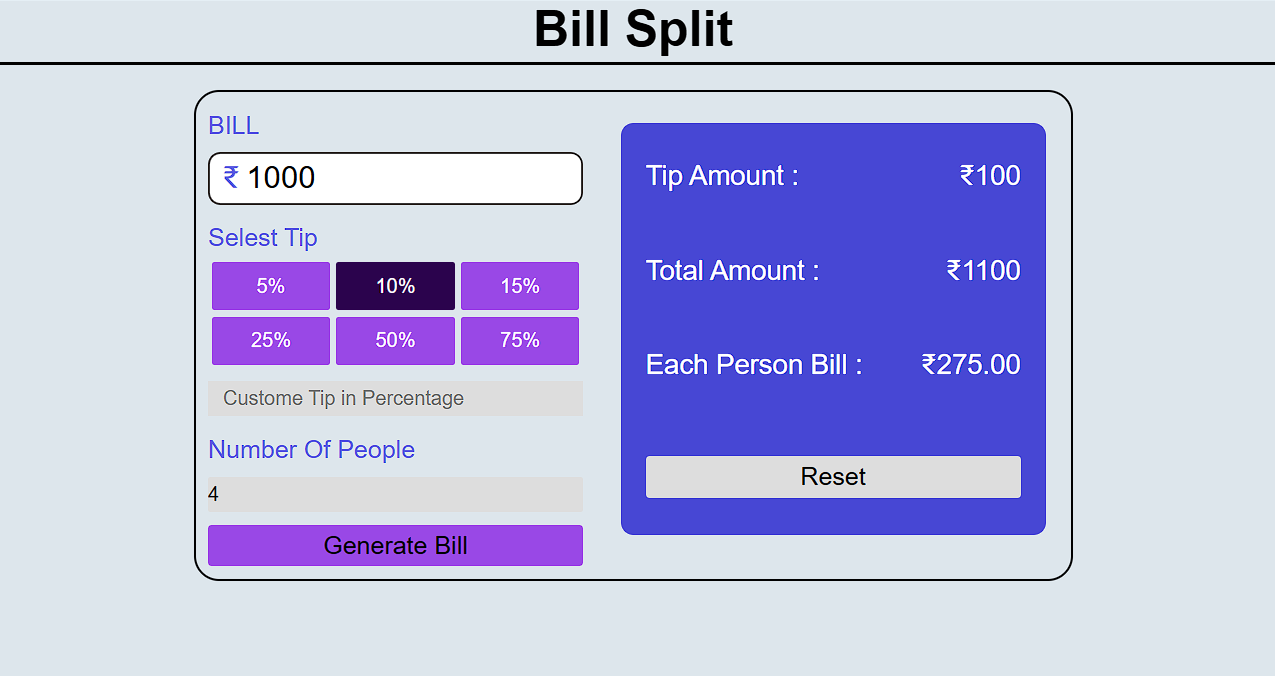 Bill Split
BILL
₹ 1000
Selest Tip
5% 10% 15%
25% 50% 75%
Custome Tip in Percentage
Number Of People
4
Generate Bill
Tip Amount : ₹100
Total Amount : ₹1100
Each Person Bill : ₹275.00
Reset